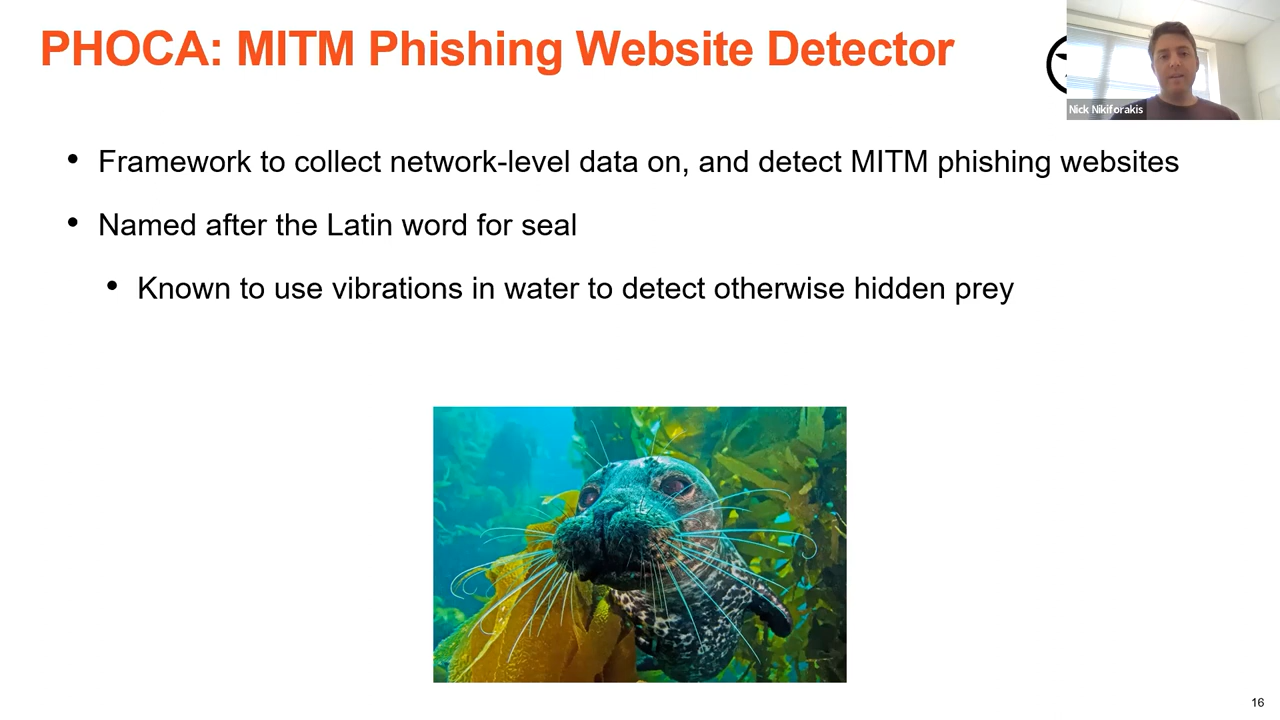 PHOCA: MITM Phishing Website Detector
Nick Nikiforakis
• Framework to collect network-level data on, and detect MITM phishing websites
• Named after the Latin word for seal
• Known to use vibrations in water to detect otherwise hidden prey
16